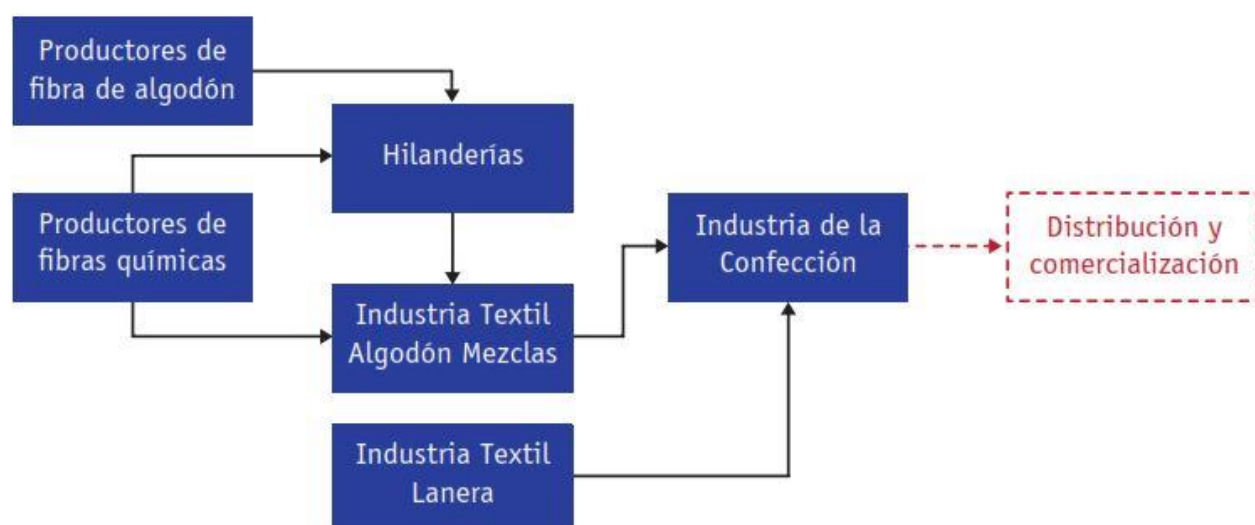 Productores de
fibra de algodón
Hilanderías
Productores de
fibras químicas
Industria de la
Confección
Distribución y
comercialización
Industria Textil
Algodón Mezclas
Industria Textil
Lanera